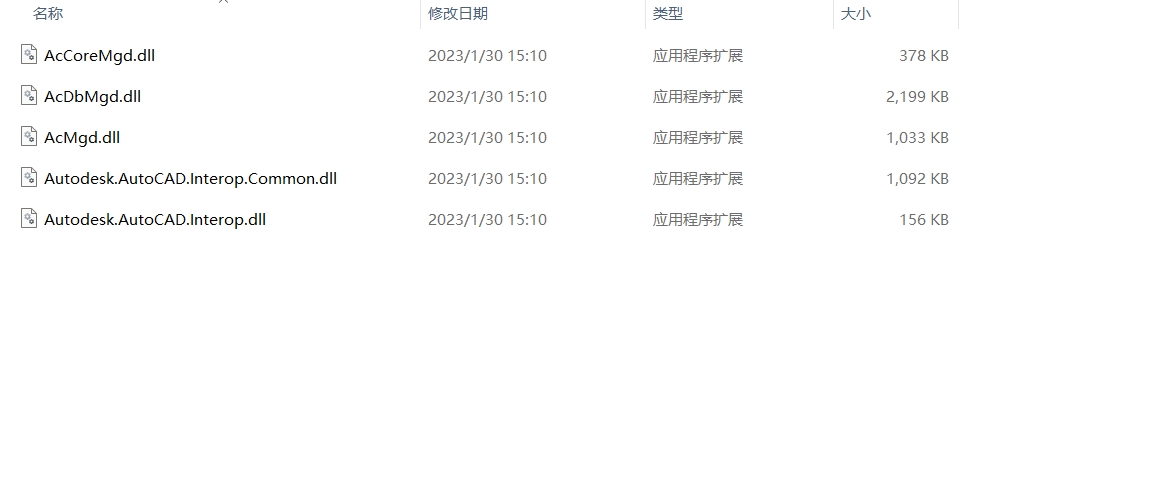 名称 修改日期 类型 大小
AcCoreMgd.dll 2023/1/30 15:10 应用程序扩展 378 KB
AcDbMgd.dll 2023/1/30 15:10 应用程序扩展 2,199 KB
AcMgd.dll 2023/1/30 15:10 应用程序扩展 1,033 KB
Autodesk.AutoCAD.Interop.Common.dll 2023/1/30 15:10 应用程序扩展 1,092 KB
Autodesk.AutoCAD.Interop.dll 2023/1/30 15:10 应用程序扩展 156 KB